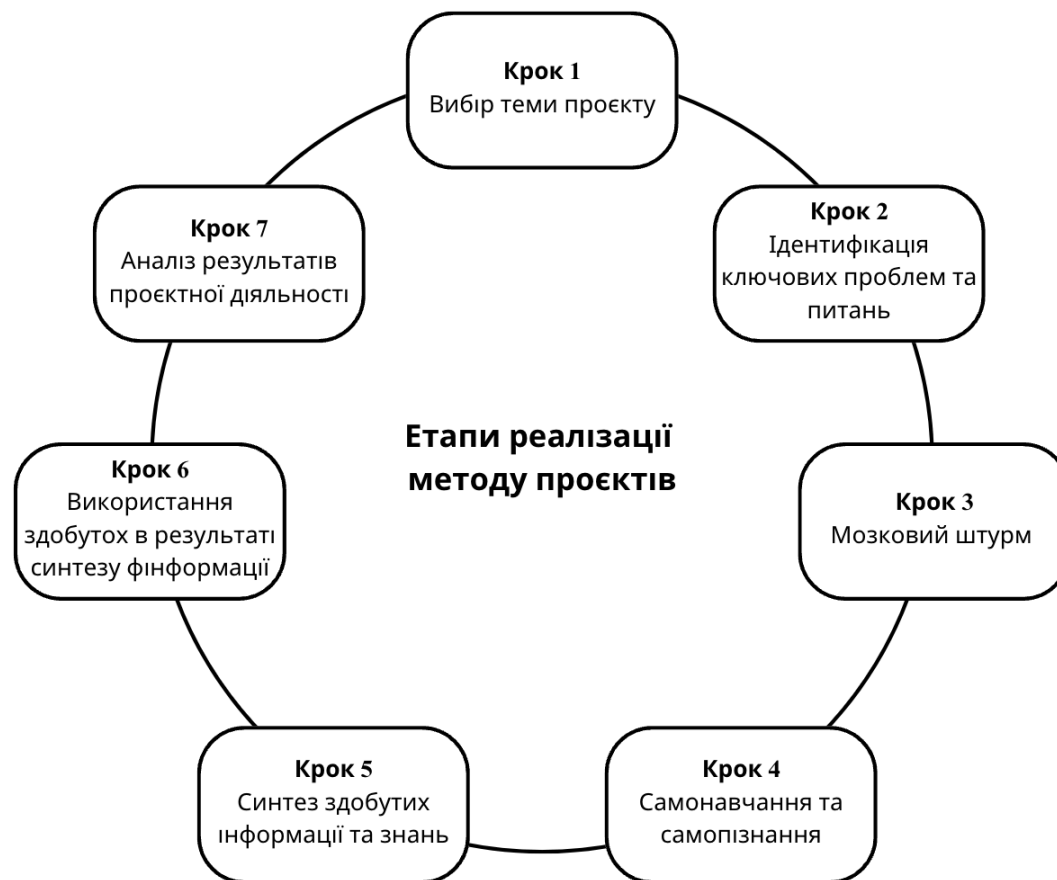 Крок 1
Вибір теми проєкту
Крок 2
Ідентифікація
ключових проблем та
питань
Крок 3
Мозковий штурм
Крок 4
Самонавчання та
самопізнання
Крок 5
Синтез здобутих
інформації та знань
Крок 6
Використання
здобутох в результаті
синтезу фінформації
Крок 7
Аналіз результатів
проєктної діяльності
Етапи реалізації
методу проєктів